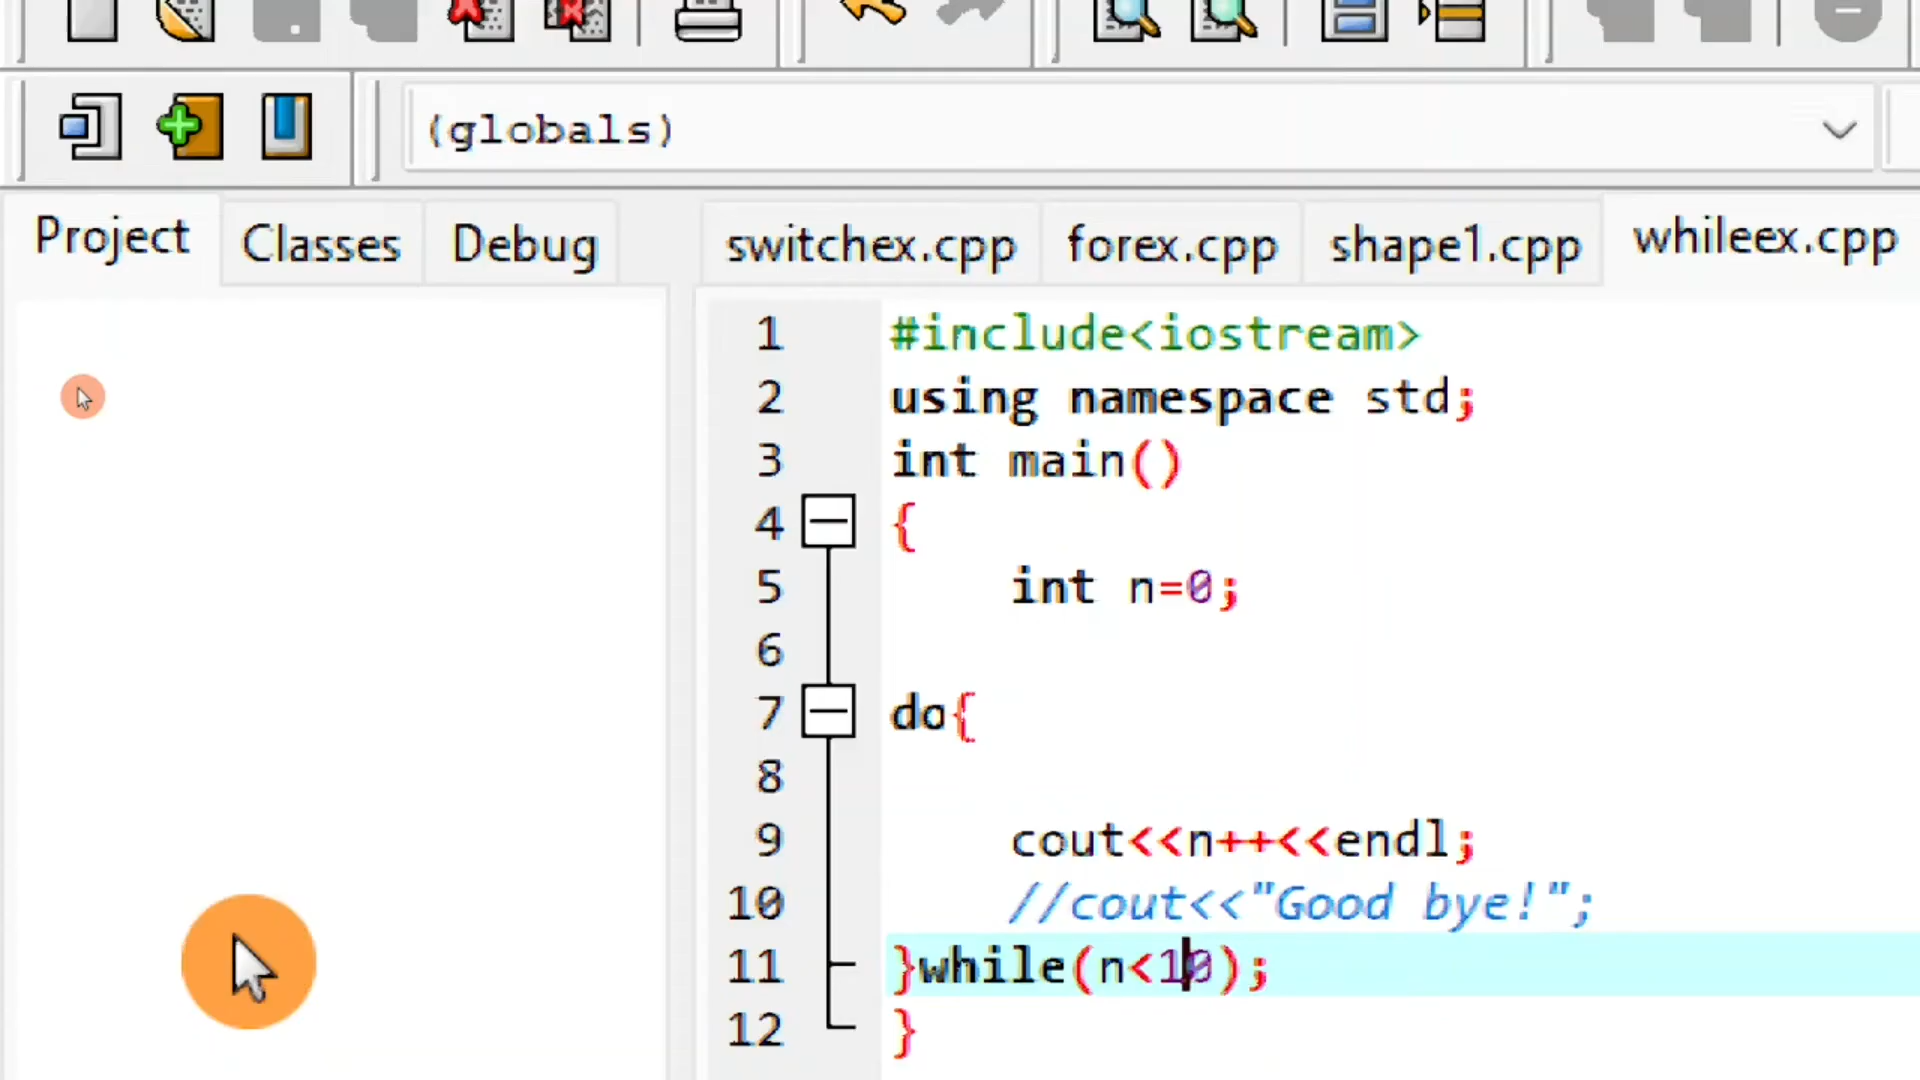 (globals)
Project Classes Debug
switchex.cpp forex.cpp shape1.cpp whileex.cpp
1 #include<iostream>
2 using namespace std;
3 int main()
4 {
5 int n=0;
6
7 do{
8
9 cout<<n++<<endl;
10 //cout<<"Good bye!";
11 }while(n<10);
12 }